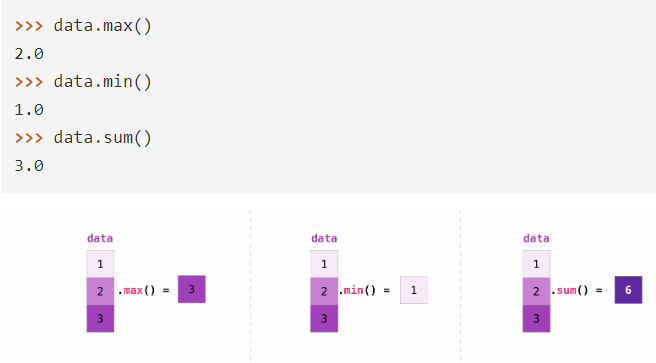 >>> data.max()
2.0
>>> data.min()
1.0
>>> data.sum()
3.0
data
1
2
3
.max() = 3
data
1
2
3
.min() = 1
data
1
2
3
.sum() = 6